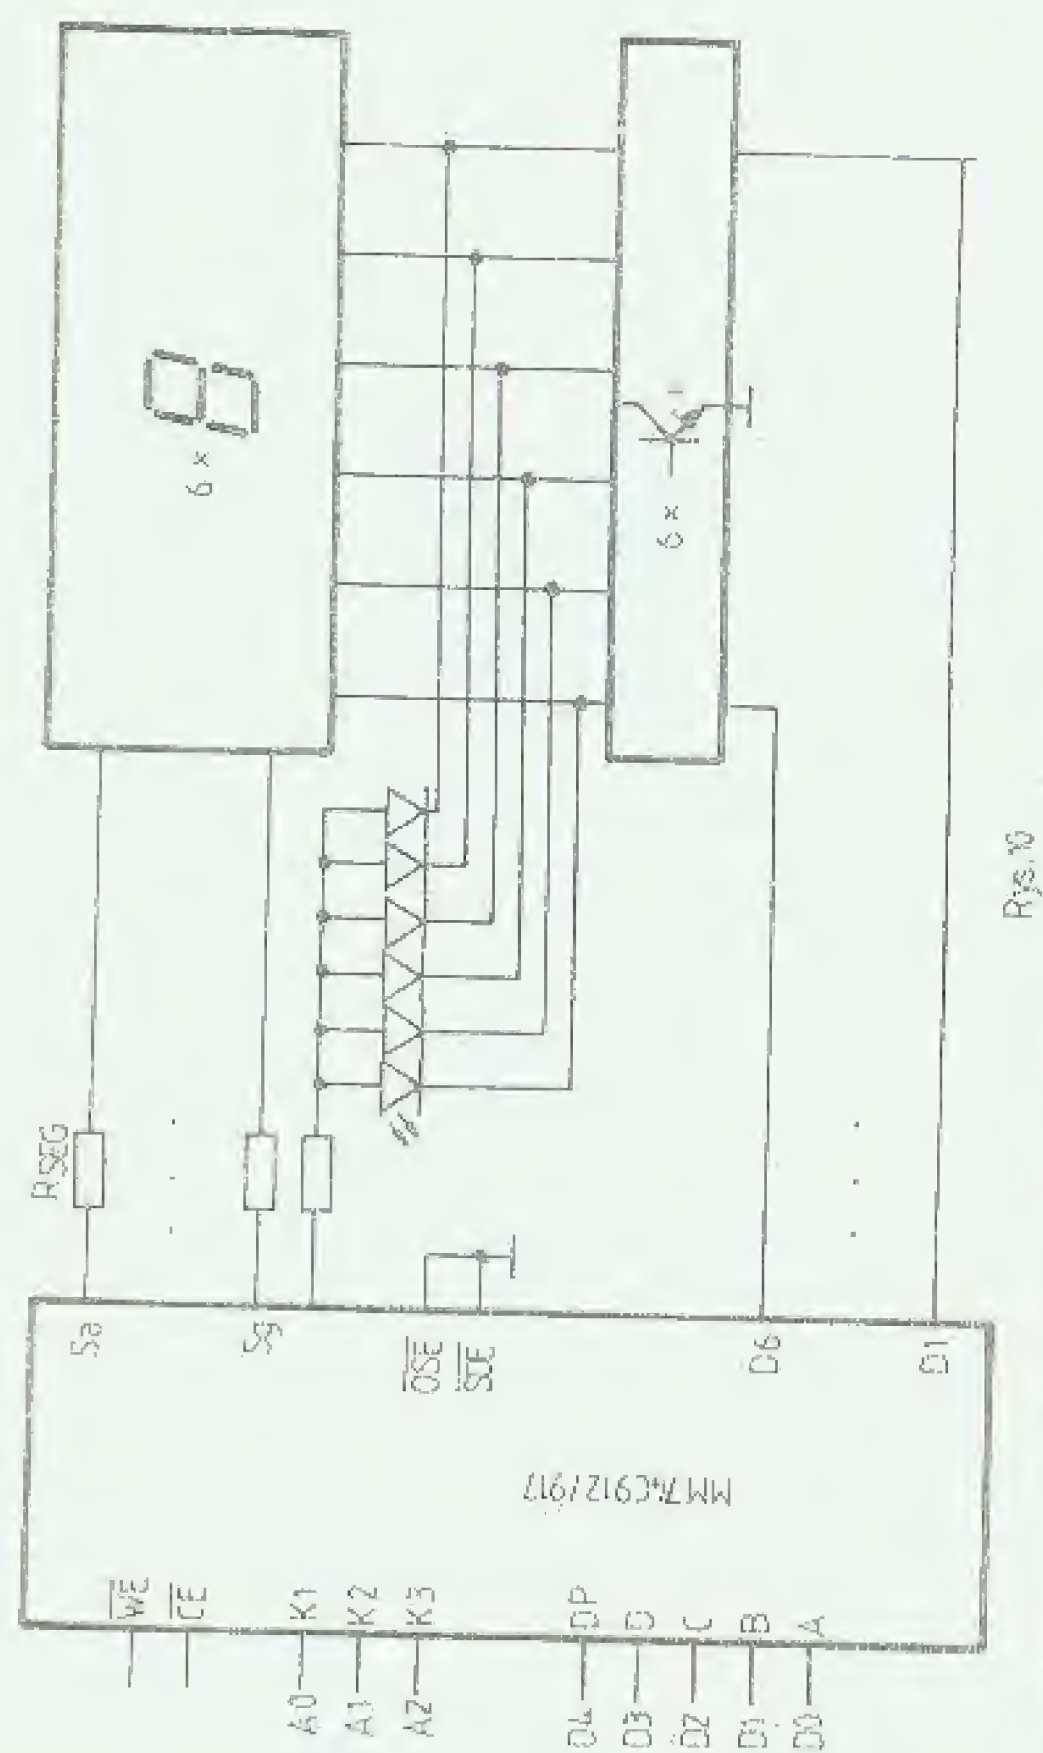 6 ×
6 ×
RSEG
Sa
Sg
OSE
SOE
D6
D1
MM74C912/917
WE
CE
A0 K1
A1 K2
A2 K3
D4 DP
D3 D
D2 C
D1 B
D0 A
Rys.10